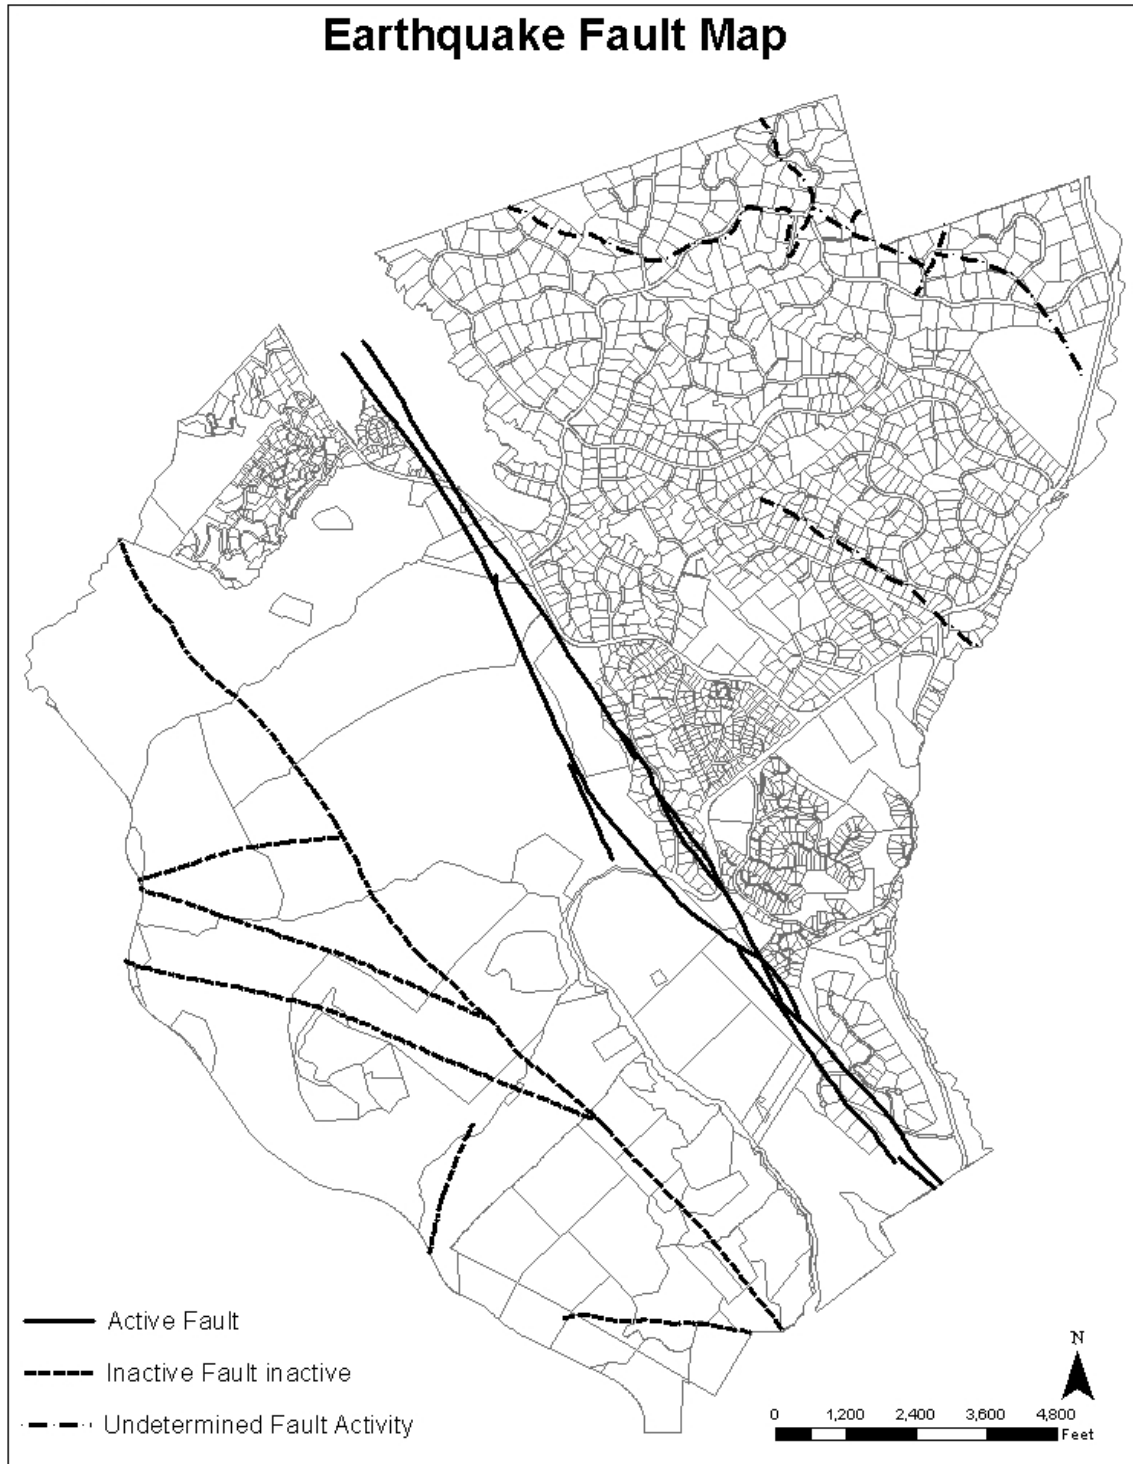 Earthquake Fault Map
Active Fault
Inactive Fault inactive
Undetermined Fault Activity
N
0 1,200 2,400 3,600 4,800
Feet